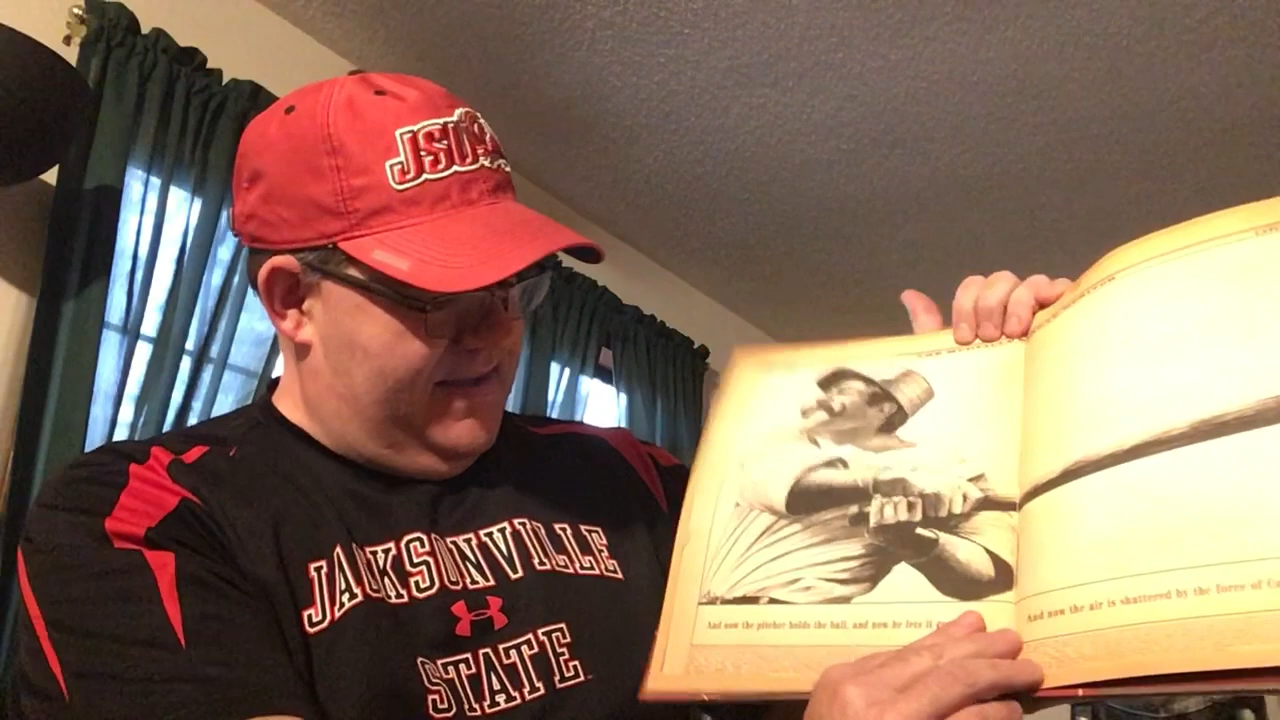 JSU
JACKSONVILLE
STATE
And now the pitcher holds the ball, and now he lets it
And now the air is shattered by the force of